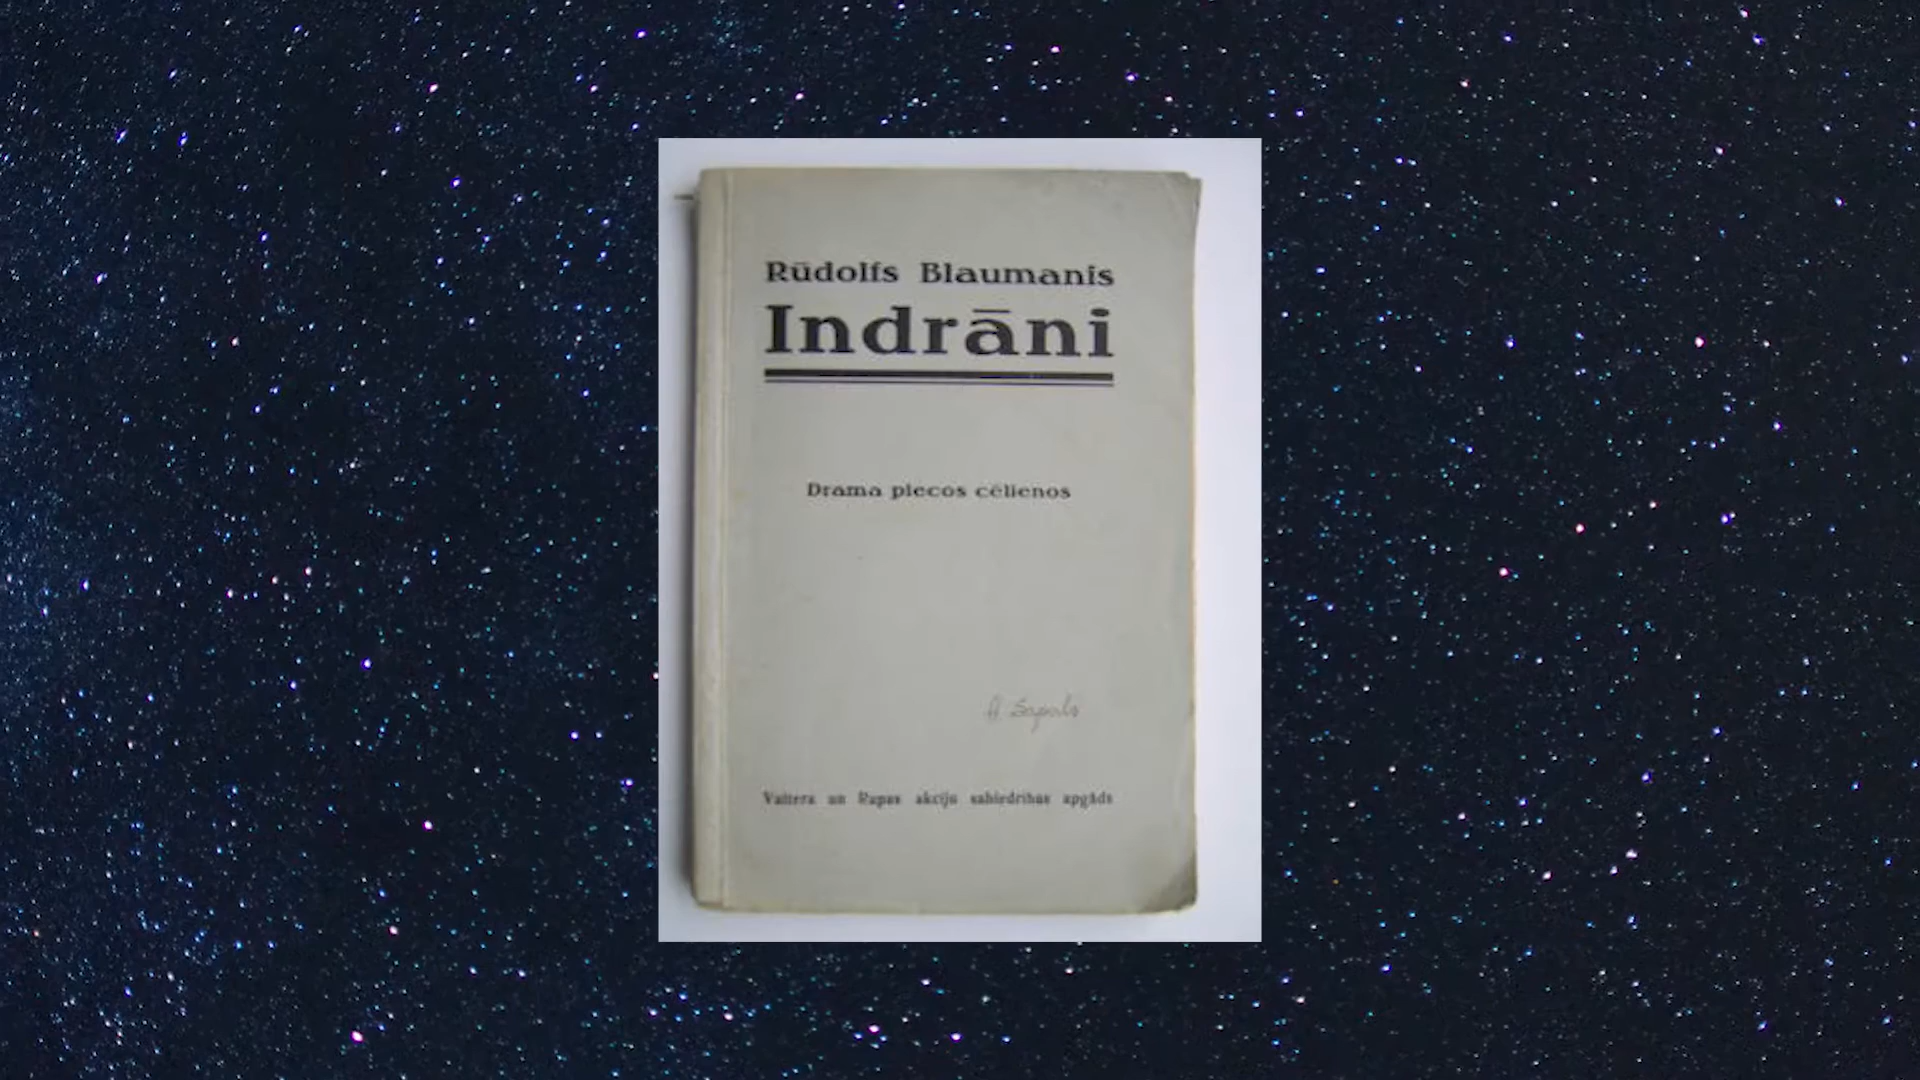 Rūdolfs Blaumanis
Indrāni
Drama piecos cēlienos
Valtera un Rapas akciju sabiedrības apgāds